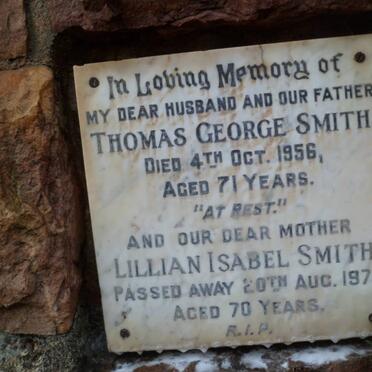 In Loving Memory of
MY DEAR HUSBAND AND OUR FATHER
THOMAS GEORGE SMITH
DIED 4TH OCT. 1956,
AGED 71 YEARS.
"AT REST."
AND OUR DEAR MOTHER
LILLIAN ISABEL SMITH
PASSED AWAY 20TH AUG. 197
AGED 70 YEARS.
R.I.P.